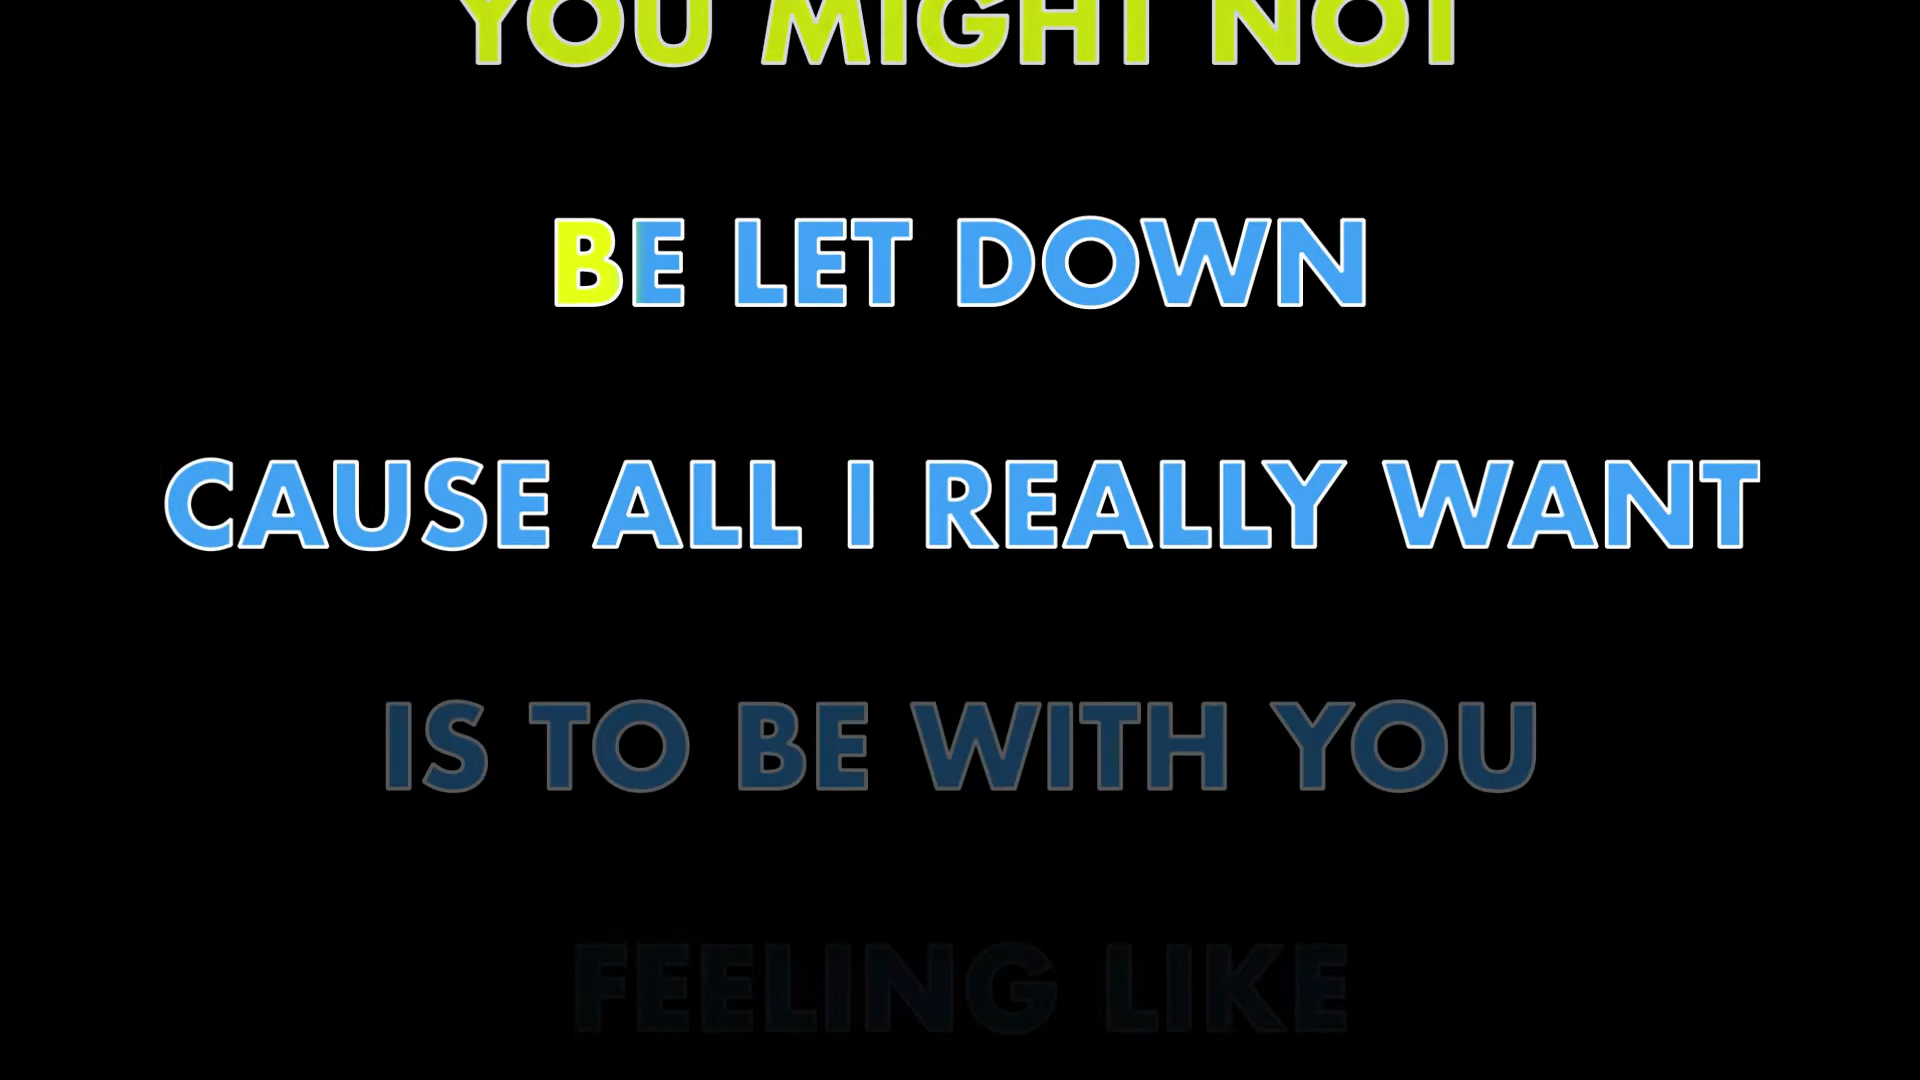 YOU MIGHT NOT
BE LET DOWN
CAUSE ALL I REALLY WANT
IS TO BE WITH YOU
FEELING LIKE